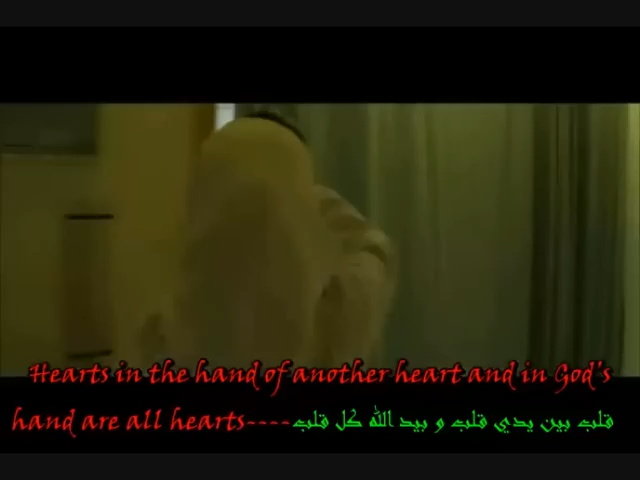 Hearts in the hand of another heart and in God's
hand are all hearts----قلب بين يدي قلب و بيد الله كل قلب